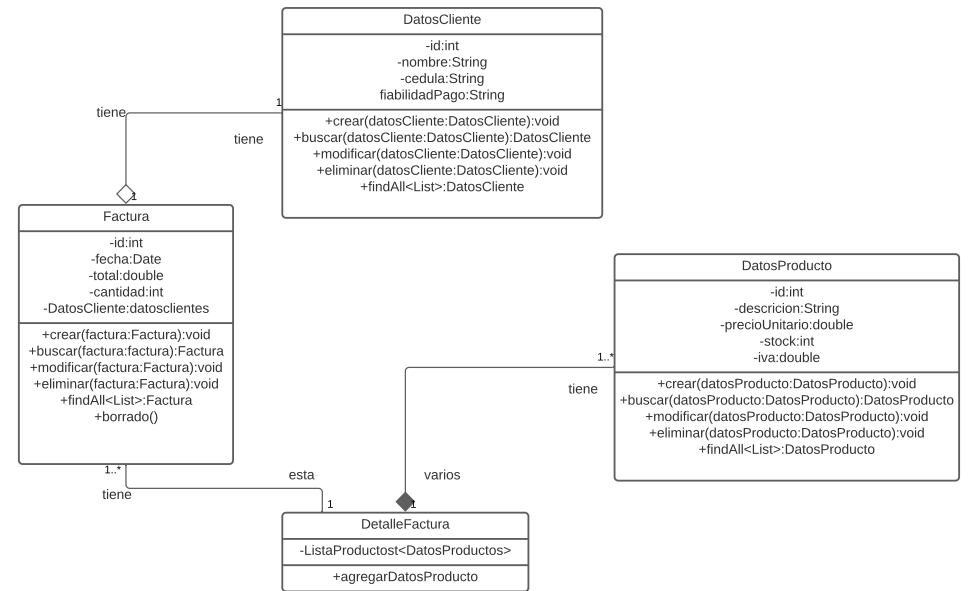 DatosCliente
-id:int
-nombre:String
-cedula:String
fiabilidadPago:String
+crear(datosCliente:DatosCliente):void
+buscar(datosCliente:DatosCliente):DatosCliente
+modificar(datosCliente:DatosCliente):void
+eliminar(datosCliente:DatosCliente):void
+findAll<List>:DatosCliente
1
tiene
tiene
1
Factura
-id:int
-fecha:Date
-total:double
-cantidad:int
-DatosCliente:datosclientes
+crear(factura:Factura):void
+buscar(factura:factura):Factura
+modificar(factura:Factura):void
+eliminar(factura:Factura):void
+findAll<List>:Factura
+borrado()
DatosProducto
-id:int
-descricion:String
-precioUnitario:double
-stock:int
-iva:double
+crear(datosProducto:DatosProducto):void
+buscar(datosProducto:DatosProducto):DatosProducto
+modificar(datosProducto:DatosProducto):void
+eliminar(datosProducto:DatosProducto):void
+findAll<List>:DatosProducto
1..*
tiene
1..*
tiene
esta
varios
1
1
DetalleFactura
-ListaProductost<DatosProductos>
+agregarDatosProducto